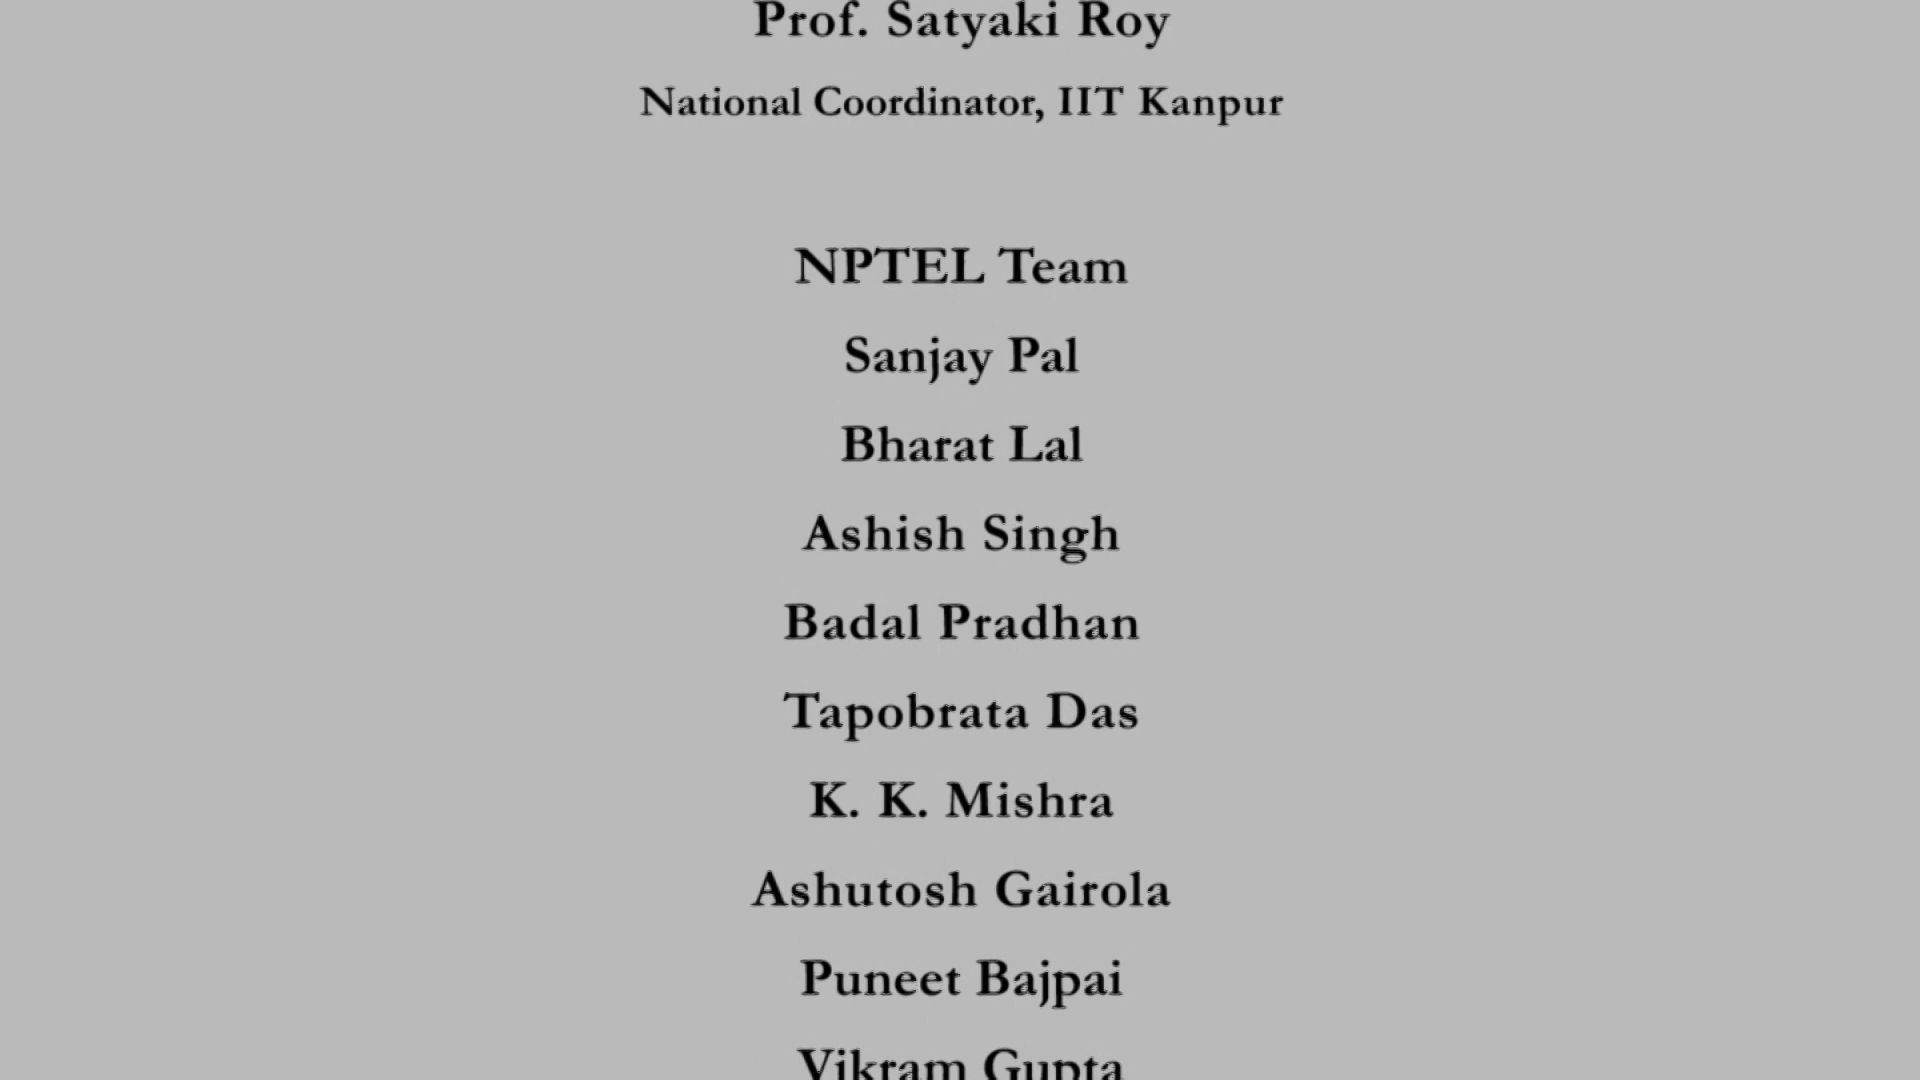 Prof. Satyaki Roy
National Coordinator, IIT Kanpur
NPTEL Team
Sanjay Pal
Bharat Lal
Ashish Singh
Badal Pradhan
Tapobrata Das
K. K. Mishra
Ashutosh Gairola
Puneet Bajpai
Vikram Gupta